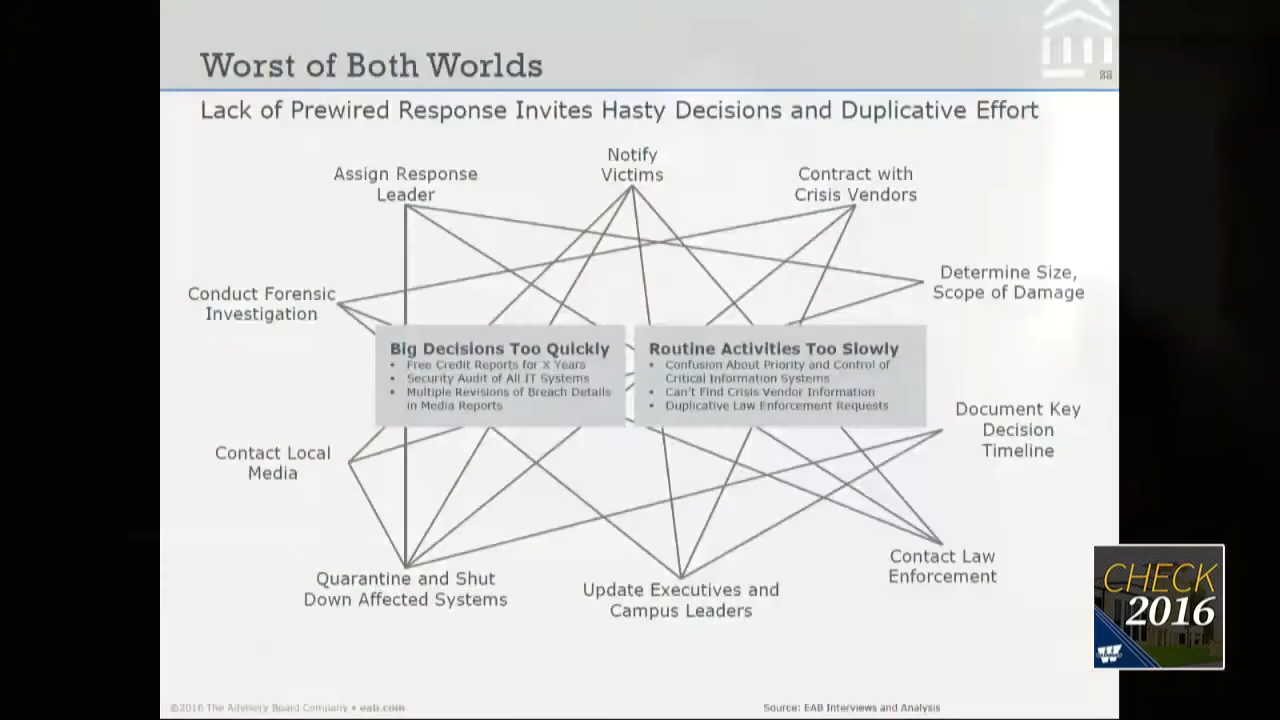 Worst of Both Worlds
33
Lack of Prewired Response Invites Hasty Decisions and Duplicative Effort
Notify
Victims
Assign Response
Leader
Contract with
Crisis Vendors
Conduct Forensic
Investigation
Determine Size,
Scope of Damage
Big Decisions Too Quickly
• Free Credit Reports for X Years
• Security Audit of All IT Systems
• Multiple Revisions of Breach Details
in Media Reports
Routine Activities Too Slowly
• Confusion About Priority and Control of
Critical Information Systems
• Can't Find Crisis Vendor Information
• Duplicative Law Enforcement Requests
Contact Local
Media
Document Key
Decision
Timeline
Quarantine and Shut
Down Affected Systems
Update Executives and
Campus Leaders
Contact Law
Enforcement
CHECK
2016
W
©2016 The Advisory Board Company • eab.com
Source: EAB Interviews and Analysis